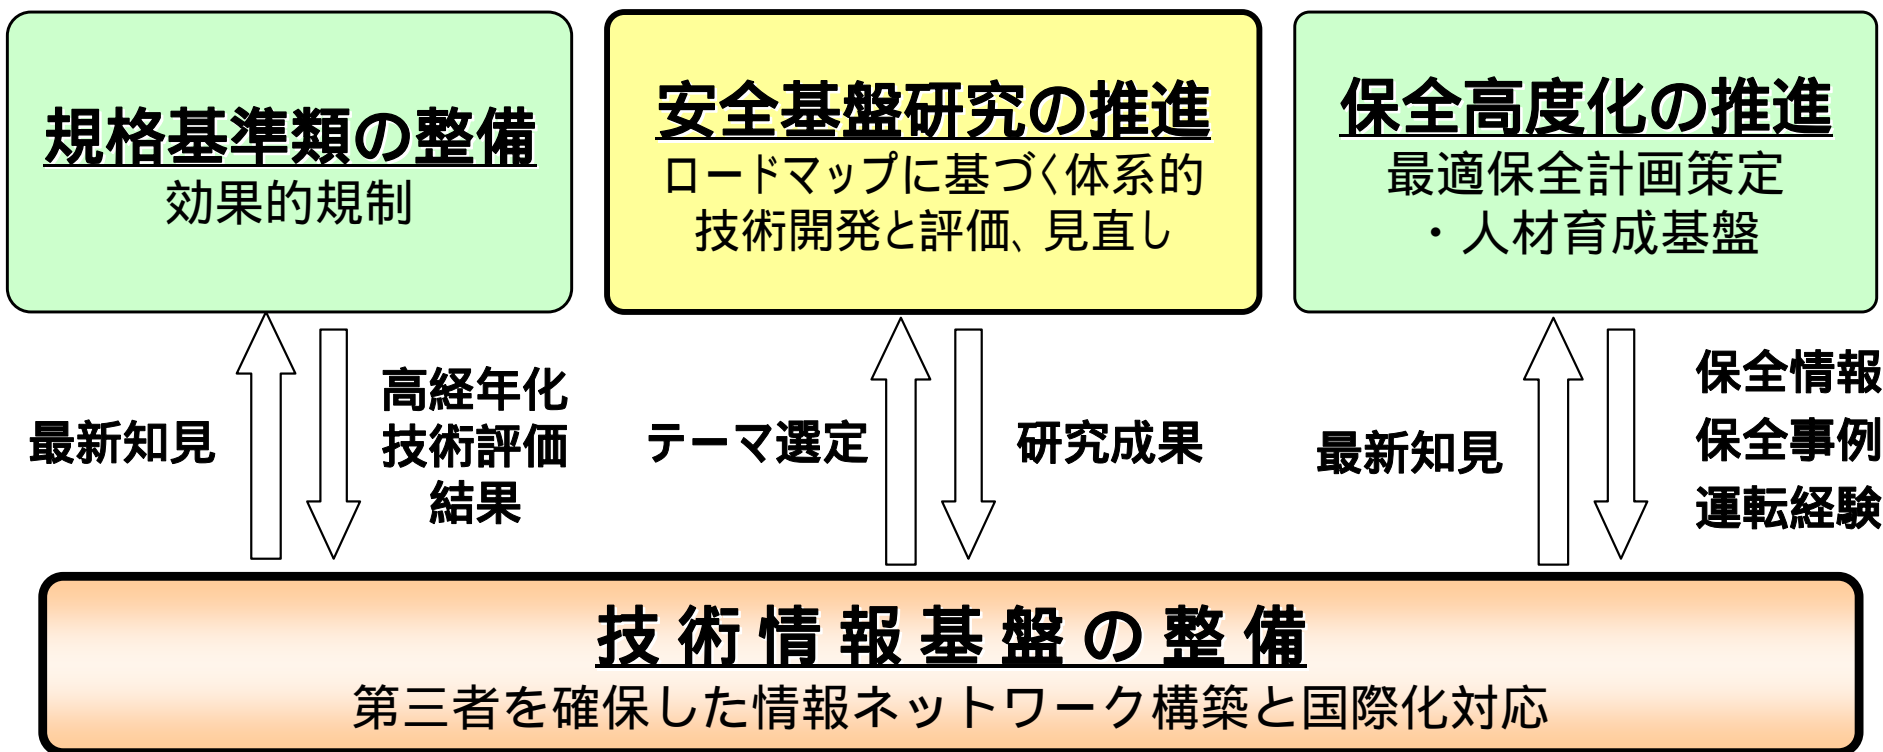 規格基準類の整備
効果的規制
安全基盤研究の推進
ロードマップに基づく体系的
技術開発と評価、見直し
保全高度化の推進
最適保全計画策定
・人材育成基盤
最新知見
高経年化
技術評価
結果
テーマ選定
研究成果
最新知見
保全情報
保全事例
運転経験
技術情報基盤の整備
第三者を確保した情報ネットワーク構築と国際化対応